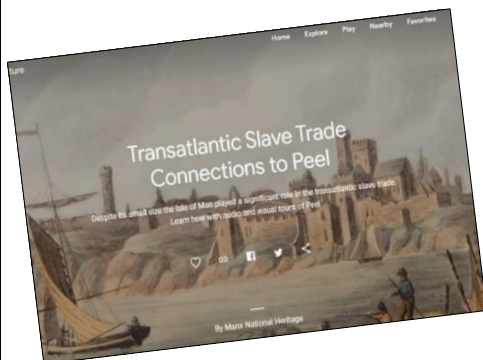 ture
Home Explore Play Nearby Favorites
Transatlantic Slave Trade
Connections to Peel
Despite its small size the Isle of Man played a significant role in the transatlantic slave trade.
Learn how with audio and visual tours of Peel
By Manx National Heritage